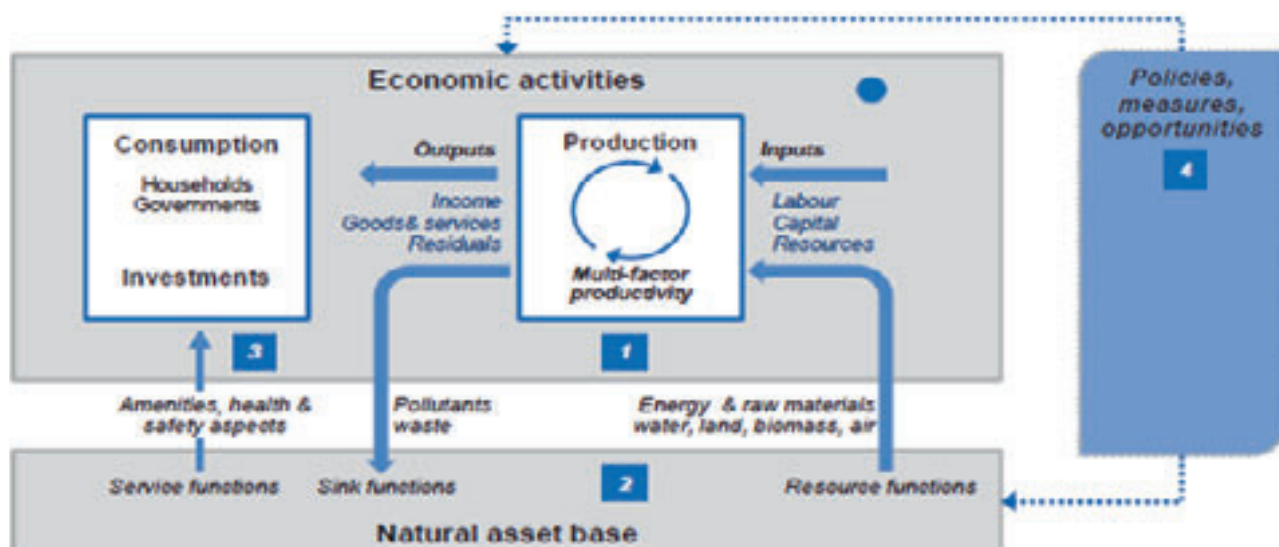 Economic activities
Policies,
measures,
opportunities
4
Consumption
Households
Governments
Investments
Outputs
Income
Goods& services
Residuals
Production
Multi-factor
productivity
Inputs
Labour
Capital
Resources
3
1
Amenities, health &
safety aspects
Pollutants
waste
Energy & raw materials
water, land, biomass, air
Service functions
Sink functions
2
Resource functions
Natural asset base